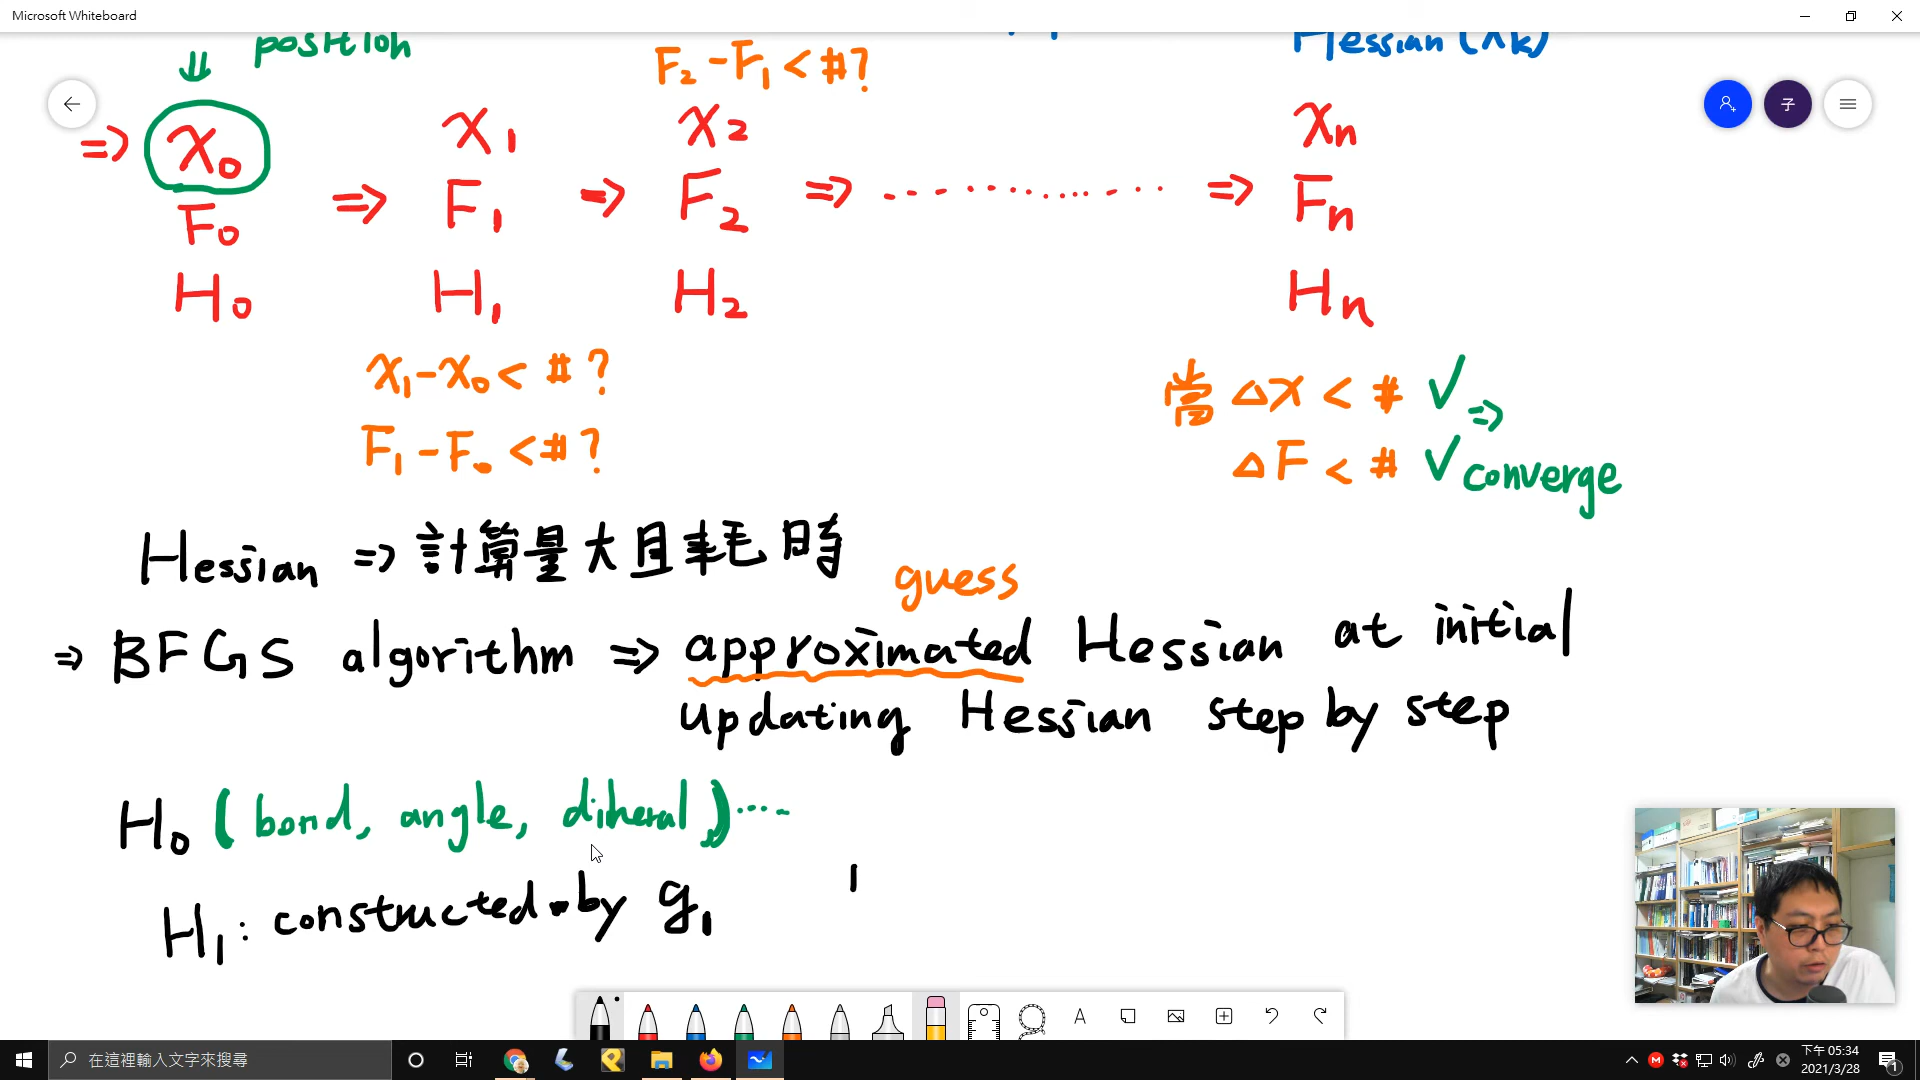 Microsoft Whiteboard
position
F2 - F1 < #?
Hessian (Xk)
子
=> X0
X1
X2
Xn
F0 => F1 => F2 => ............ => Fn
H0
H1
H2
Hn
X1 - X0 < # ?
F1 - F0 < # ?
當 ΔX < # ✓ =>
ΔF < # ✓ converge
Hessian => 計算量大且耗時
guess
=> BFGS algorithm => approximated Hessian at initial
updating Hessian step by step
H0 (bond, angle, diheral,)....
H1: constructed by g1
A
在這裡輸入文字來搜尋
下午 05:34
2021/3/28
1